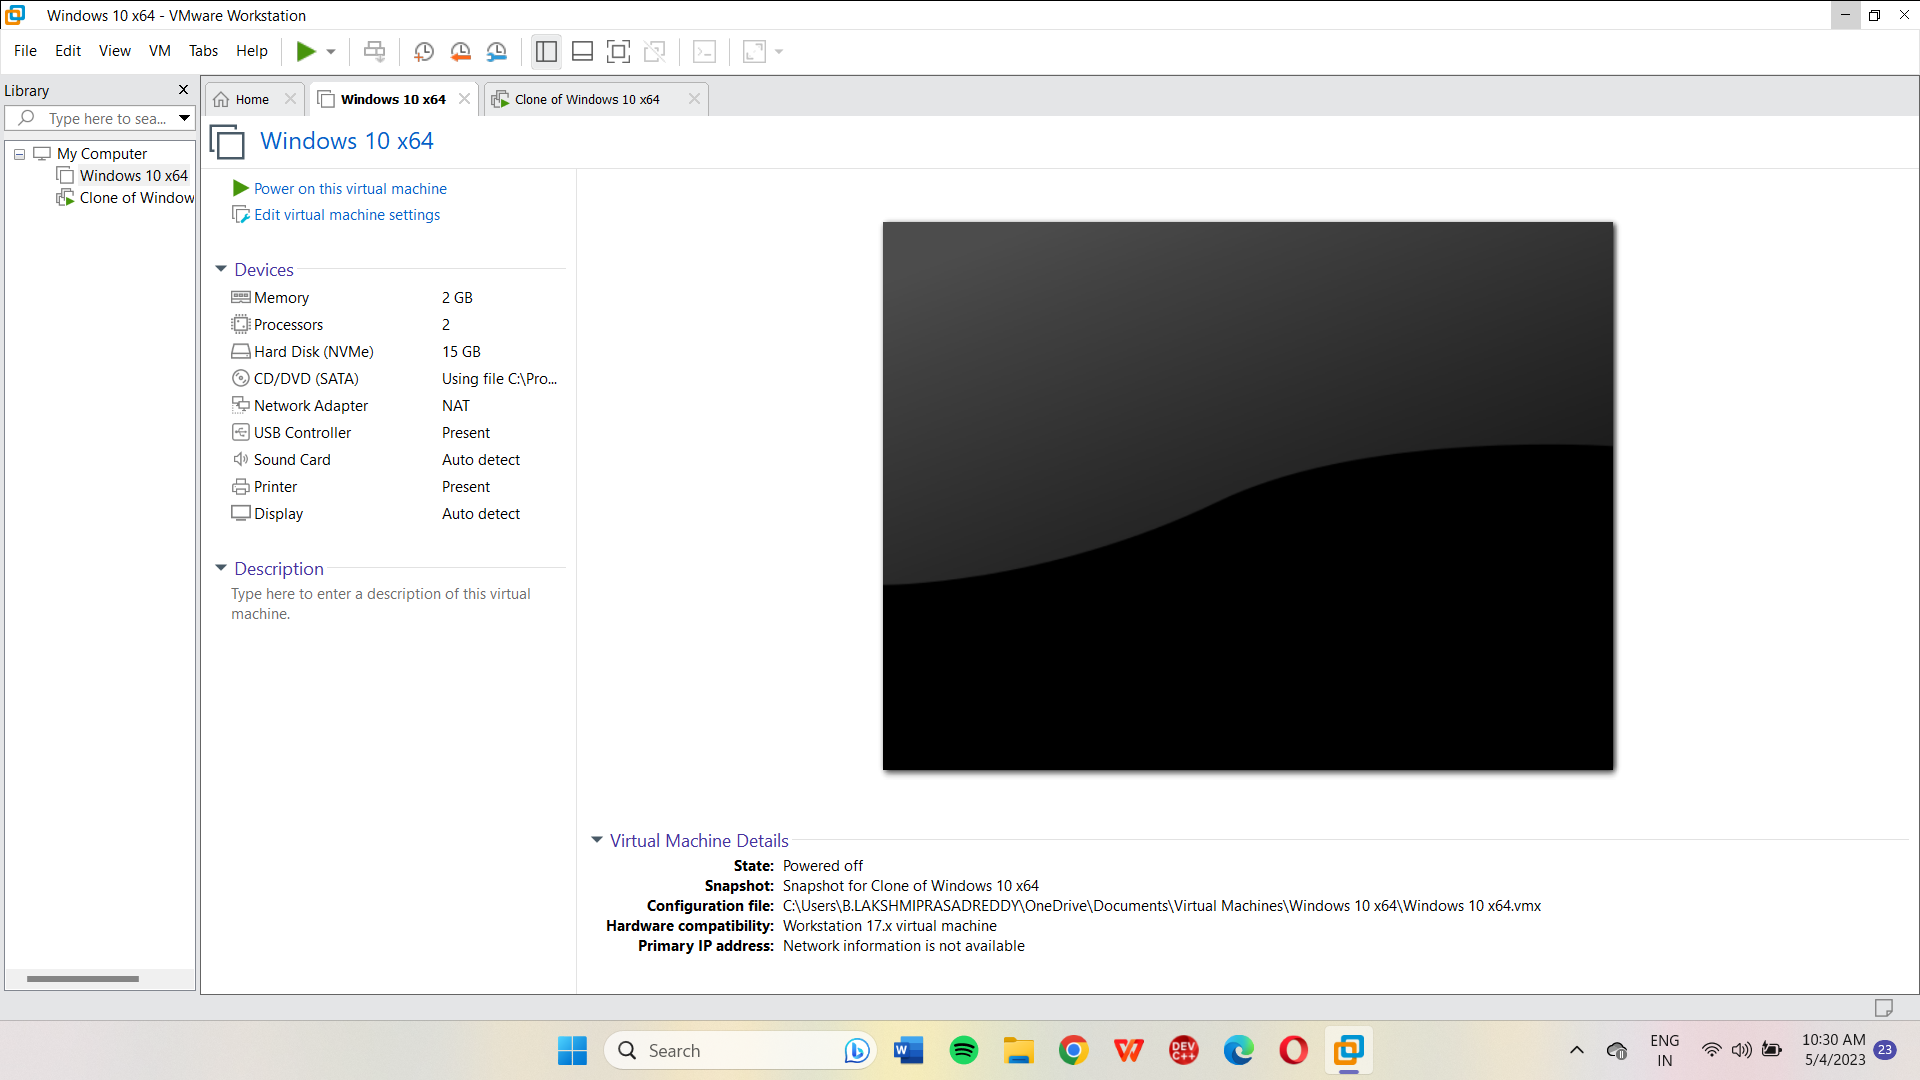 Windows 10 x64 - VMware Workstation
File Edit View VM Tabs Help
Library
Type here to sea...
My Computer
Windows 10 x64
Clone of Window
Home
Windows 10 x64
Clone of Windows 10 x64
Windows 10 x64
Power on this virtual machine
Edit virtual machine settings
Devices
Memory 2 GB
Processors 2
Hard Disk (NVMe) 15 GB
CD/DVD (SATA) Using file C:\Pro...
Network Adapter NAT
USB Controller Present
Sound Card Auto detect
Printer Present
Display Auto detect
Description
Type here to enter a description of this virtual
machine.
Virtual Machine Details
State: Powered off
Snapshot: Snapshot for Clone of Windows 10 x64
Configuration file: C:\Users\B.LAKSHMIPRASADREDDY\OneDrive\Documents\Virtual Machines\Windows 10 x64\Windows 10 x64.vmx
Hardware compatibility: Workstation 17.x virtual machine
Primary IP address: Network information is not available
Search
W
DEV
C++
ENG
IN
10:30 AM
5/4/2023
23